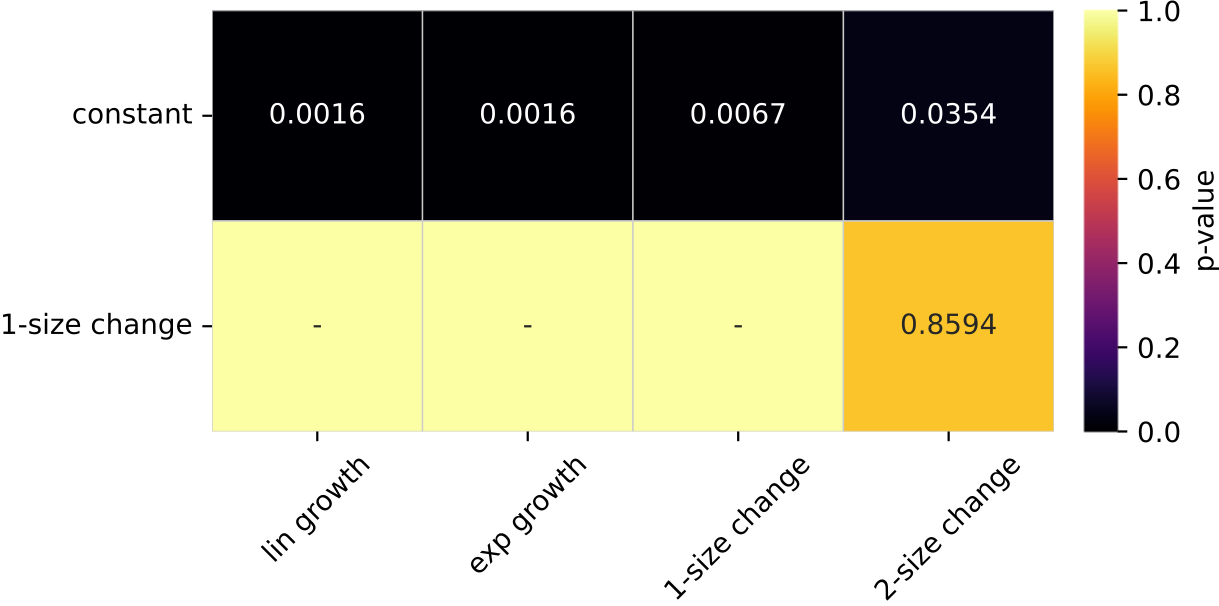 constant
0.0016 0.0016 0.0067 0.0354
1-size change
- - - 0.8594
lin growth
exp growth
1-size change
2-size change
1.0
0.8
0.6
0.4
0.2
0.0
p-value